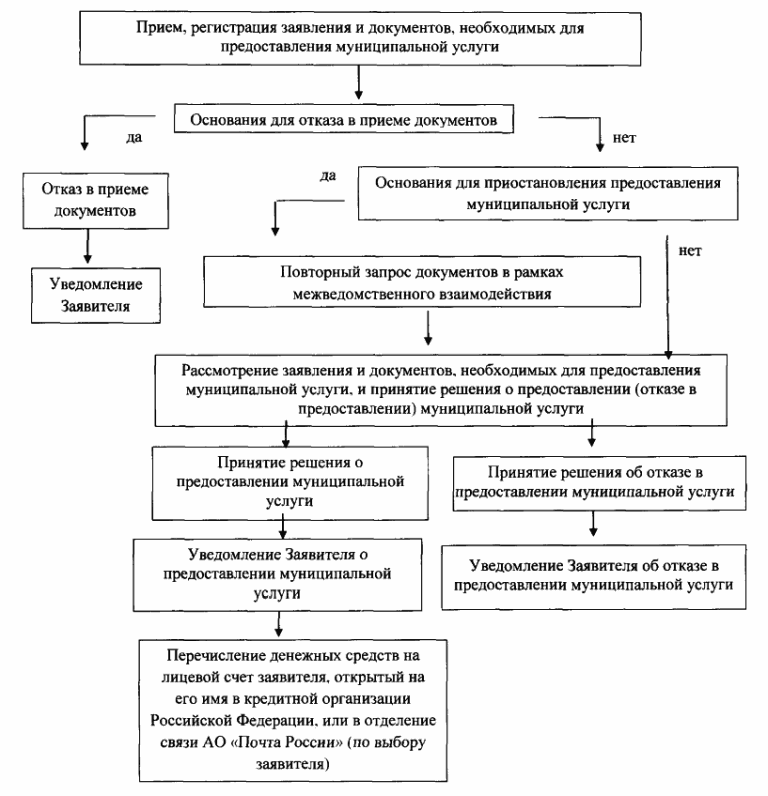 Прием, регистрация заявления и документов, необходимых для
предоставления муниципальной услуги
Основания для отказа в приеме документов
да
нет
Отказ в приеме
документов
да
Основания для приостановления предоставления
муниципальной услуги
нет
Уведомление
Заявителя
Повторный запрос документов в рамках
межведомственного взаимодействия
Рассмотрение заявления и документов, необходимых для предоставления
муниципальной услуги, и принятие решения о предоставлении (отказе в
предоставлении) муниципальной услуги
Принятие решения о
предоставлении муниципальной
услуги
Принятие решения об отказе в
предоставлении муниципальной услуги
Уведомление Заявителя о
предоставлении муниципальной
услуги
Уведомление Заявителя об отказе в
предоставлении муниципальной услуги
Перечисление денежных средств на
лицевой счет заявителя, открытый на
его имя в кредитной организации
Российской Федерации, или в отделение
связи АО «Почта России» (по выбору
заявителя)